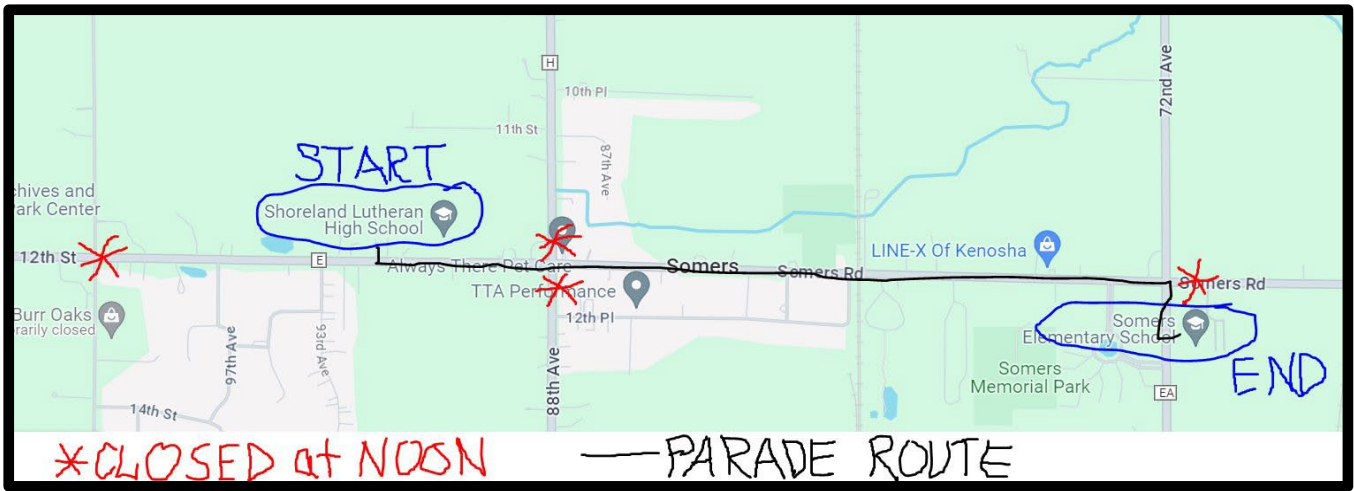 H
10th Pl
72nd Ave
11th St
87th Ave
START
chives and
ark Center
Shoreland Lutheran
High School
12th St
E
Always There Pet Care
Somers
Somers Rd
LINE-X Of Kenosha
Somers Rd
TTA Performance
12th Pl
Burr Oaks
rarily closed
93rd Ave
97th Ave
Somers
Elementary School
Somers
Memorial Park
END
88th Ave
EA
14th St
*CLOSED at NOON
—PARADE ROUTE